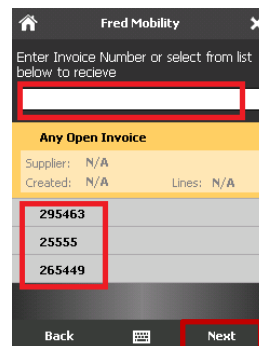 Fred Mobility
Enter Invoice Number or select from list
below to recieve
Any Open Invoice
Supplier: N/A
Created: N/A Lines: N/A
295463
25555
265449
Back Next